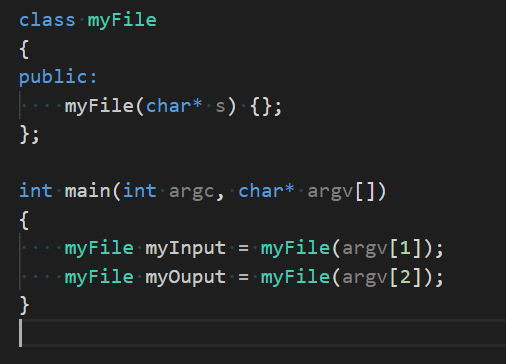 class myFile
{
public:
    myFile(char* s) {};
};

int main(int argc, char* argv[])
{
    myFile myInput = myFile(argv[1]);
    myFile myOuput = myFile(argv[2]);
}